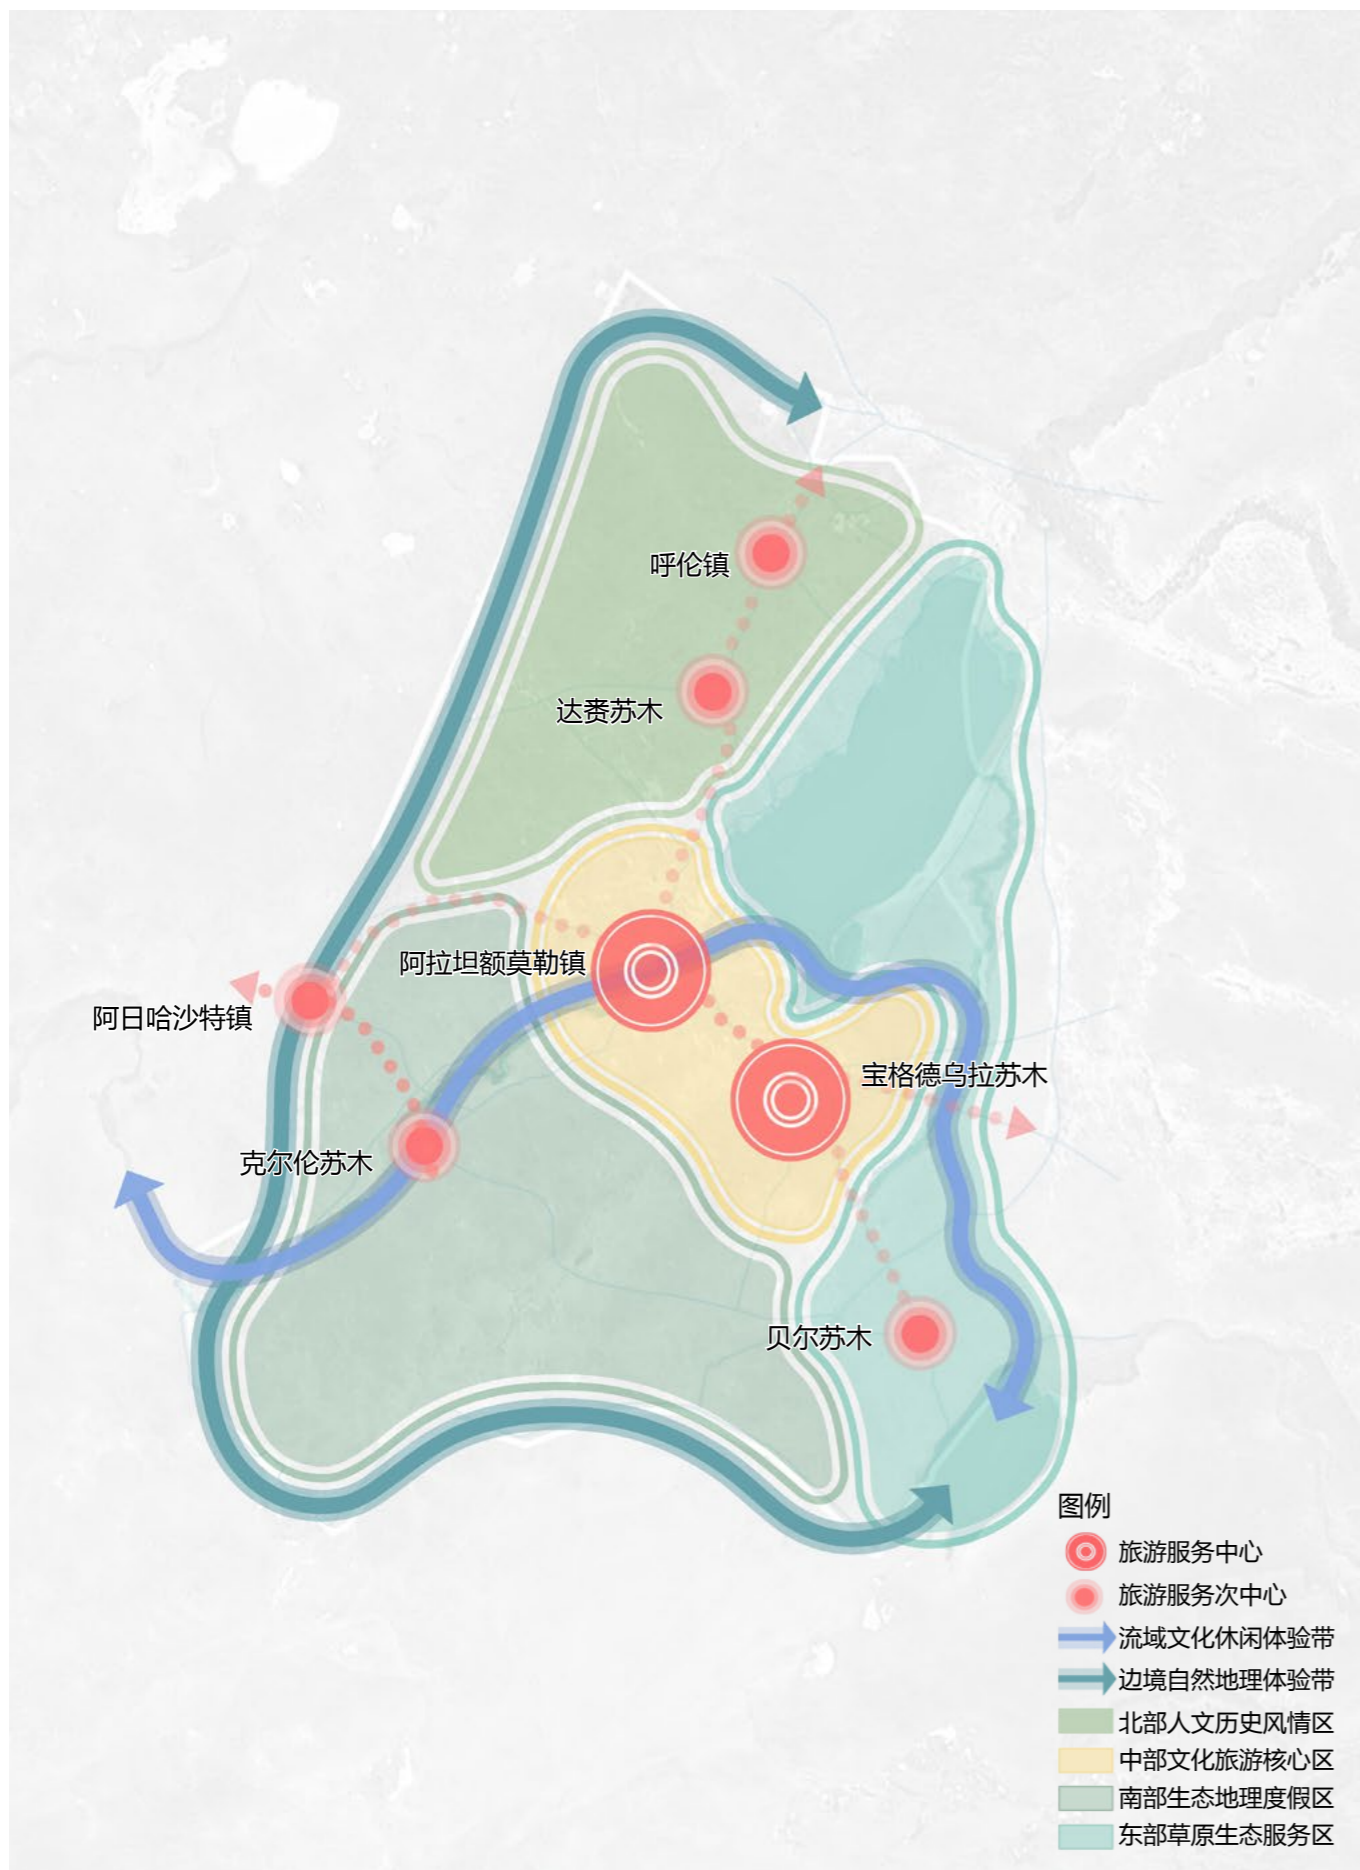 呼伦镇
达赉苏木
阿拉坦额莫勒镇
阿日哈沙特镇
宝格德乌拉苏木
克尔伦苏木
贝尔苏木
图例
旅游服务中心
旅游服务次中心
流域文化休闲体验带
边境自然地理体验带
北部人文历史风情区
中部文化旅游核心区
南部生态地理度假区
东部草原生态服务区